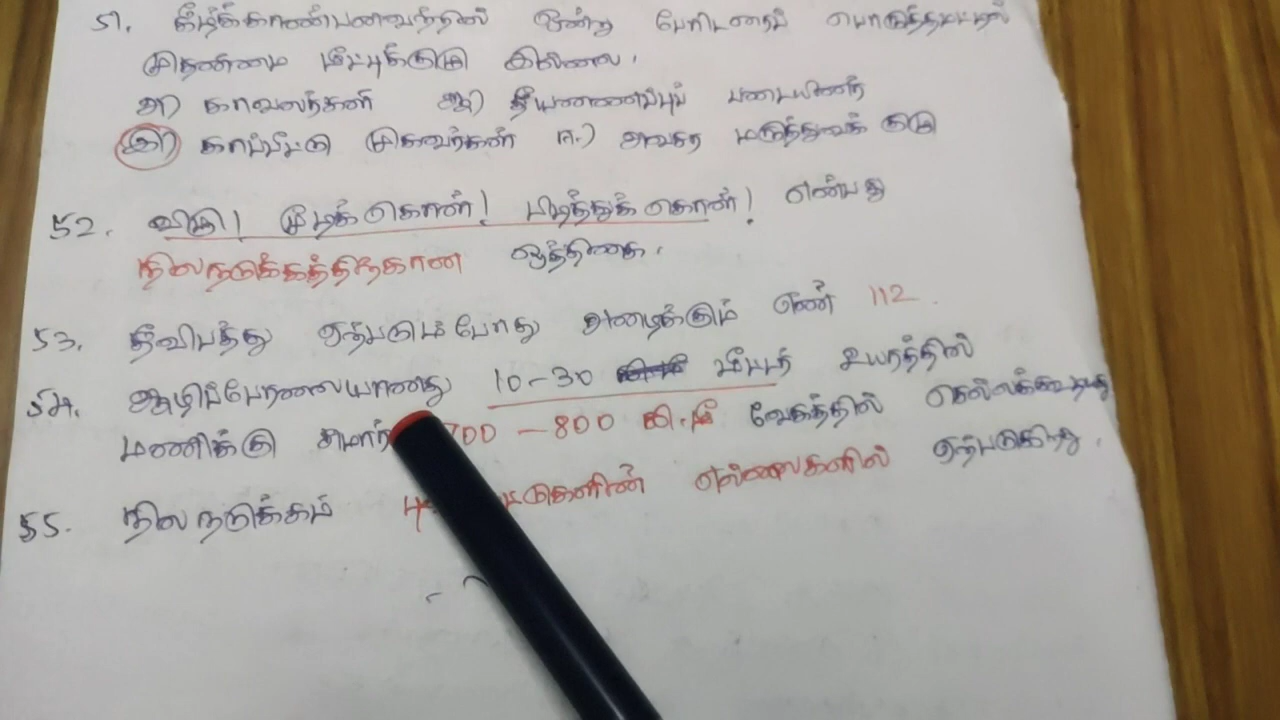 51. கீழ்க்காண்பனவற்றில் ஒன்று பேரிடரைப் பொறுத்தமட்டில்
முதன்மை மீட்புக்குழு இல்லை.
அ) காவலர்கள் ஆ) தீயணைப்புப் படையினர்
இ) காப்பீட்டு முகவர்கள் ஈ) அவசர மருத்துவக் குழு
52. விழு! மூடிக் கொள்! பிடித்துக் கொள்! என்பது
நிலநடுக்கத்திற்கான ஒத்திகை.
53. தீவிபத்து ஏற்படும்போது அழைக்கும் எண் 112
54. ஆழிப்பேரலையானது 10-30 மீட்டர் உயரத்தில்
மணிக்கு சுமார் 700 - 800 கி.மீ வேகத்தில் செல்லக்கூடியது
55. நிலநடுக்கம் எல்லைகளில் ஏற்படுகிறது.